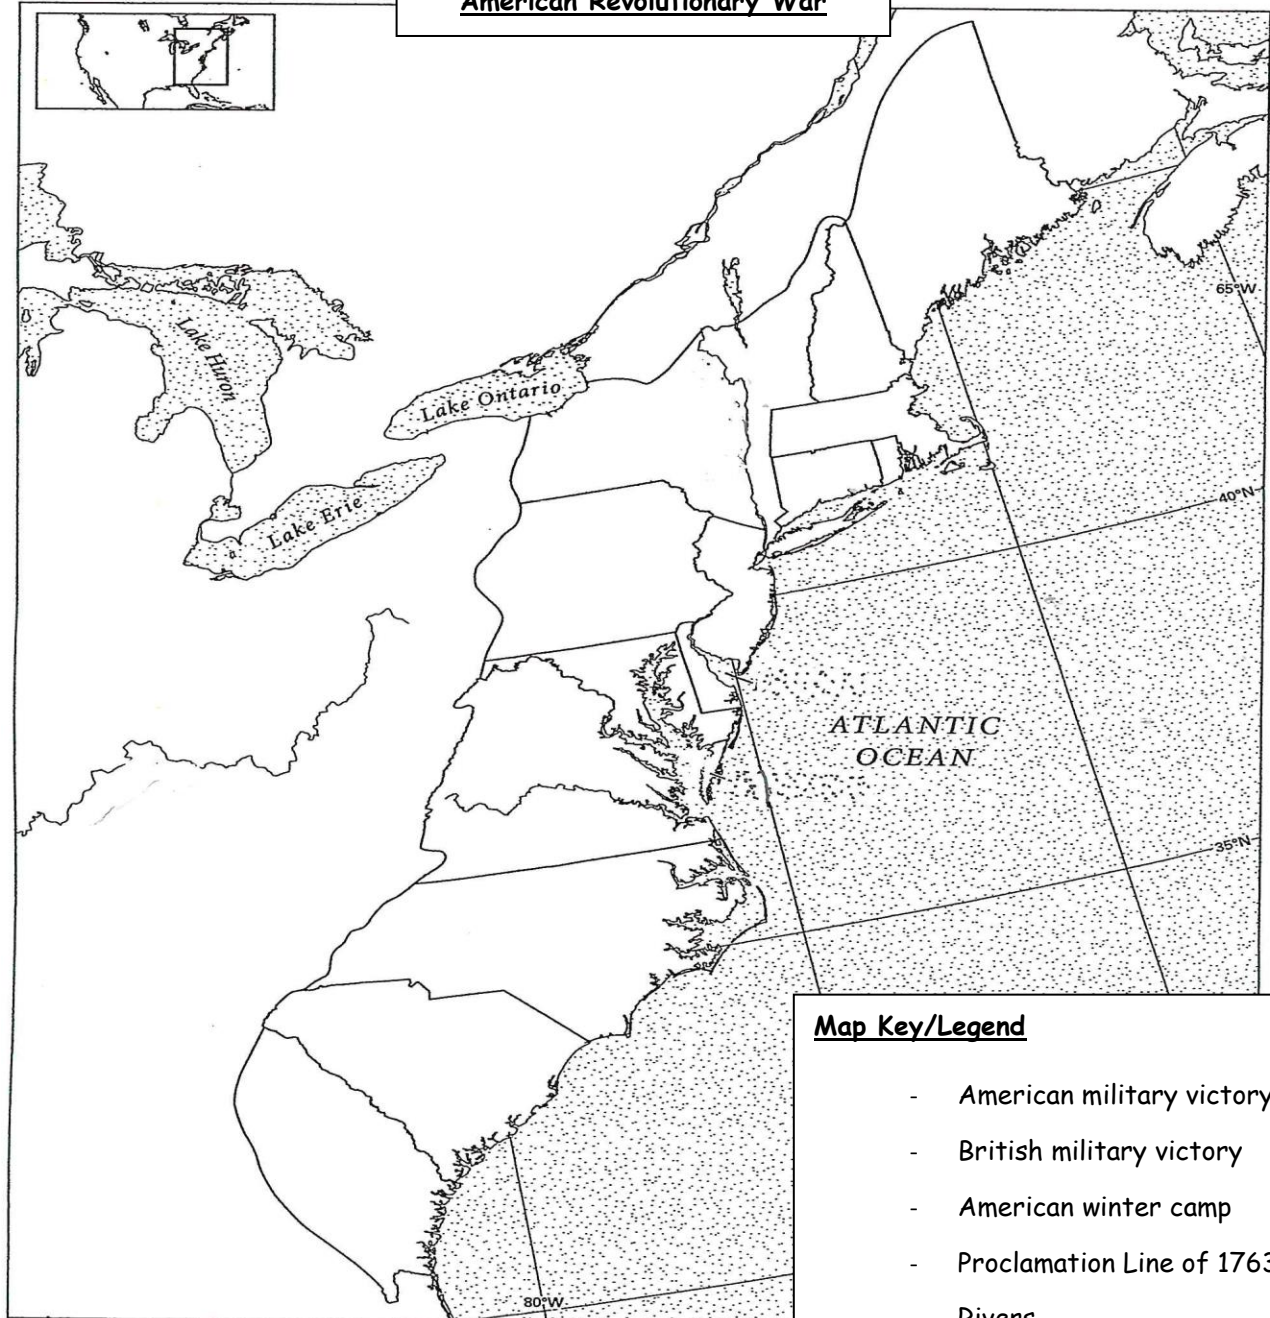 American Revolutionary War
Lake Huron
Lake Ontario
Lake Erie
65°W
40°N
ATLANTIC
OCEAN
35°N
80°W
Map Key/Legend
- American military victory
- British military victory
- American winter camp
- Proclamation Line of 1763
- Rivers